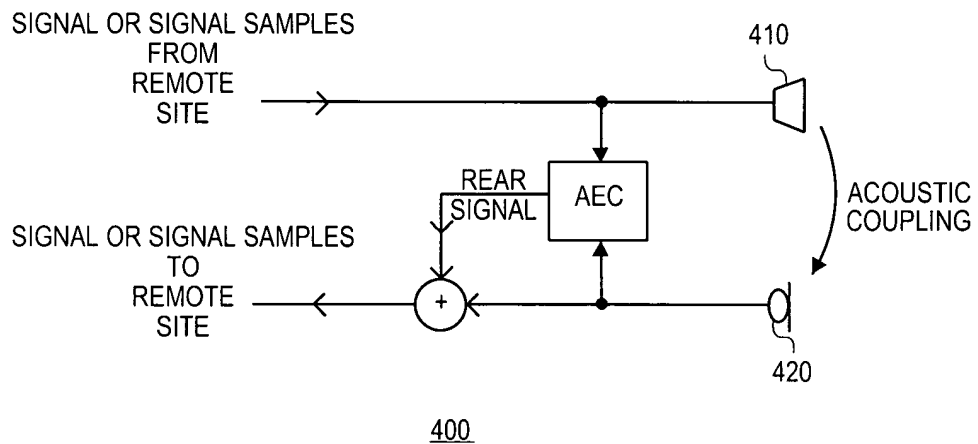 SIGNAL OR SIGNAL SAMPLES
FROM
REMOTE
SITE
410
REAR
SIGNAL
AEC
ACOUSTIC
COUPLING
SIGNAL OR SIGNAL SAMPLES
TO
REMOTE
SITE
+
420
400